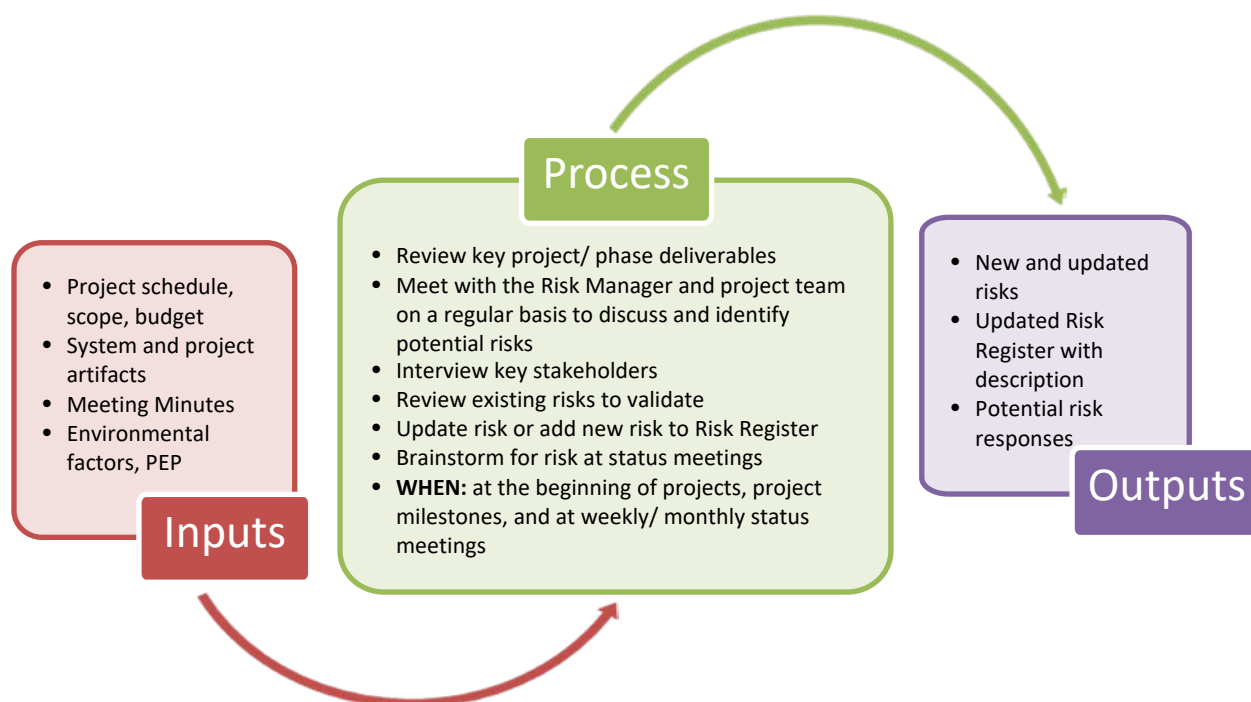 Process
• Review key project/ phase deliverables
• Meet with the Risk Manager and project team
on a regular basis to discuss and identify
potential risks
• Interview key stakeholders
• Review existing risks to validate
• Update risk or add new risk to Risk Register
• Brainstorm for risk at status meetings
• WHEN: at the beginning of projects, project
milestones, and at weekly/ monthly status
meetings
• Project schedule,
scope, budget
• System and project
artifacts
• Meeting Minutes
• Environmental
factors, PEP
Inputs
• New and updated
risks
• Updated Risk
Register with
description
• Potential risk
responses
Outputs